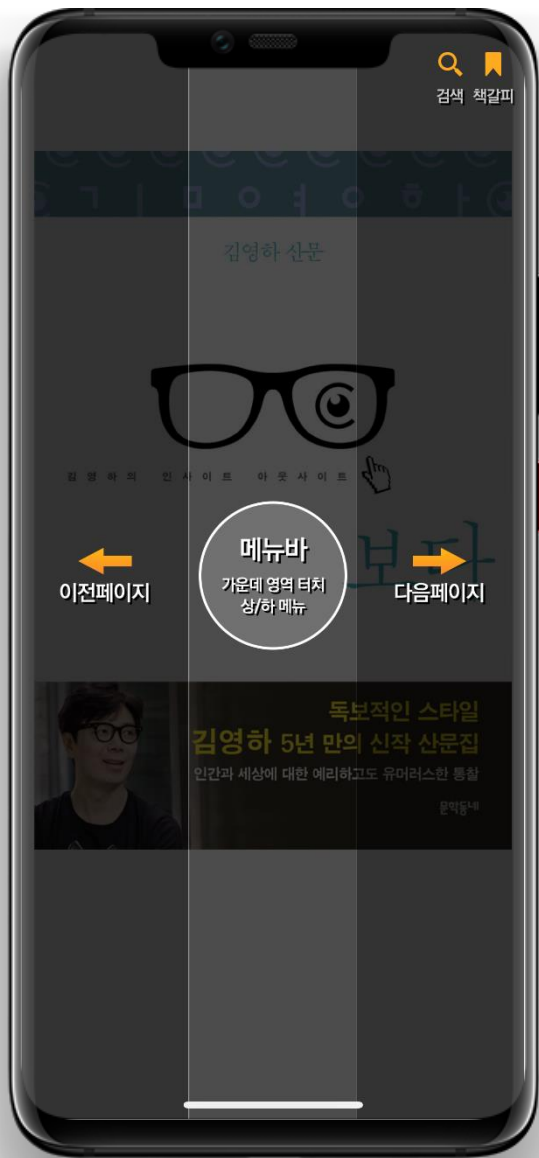 검색 책갈피
김영하 산문
김영하의 인사이트 아웃사이트
보다
메뉴바
가운데 영역 터치
상/하 메뉴
이전페이지
다음페이지
독보적인 스타일
김영하 5년 만의 신작 산문집
인간과 세상에 대한 예리하고도 유머러스한 통찰
문학동네